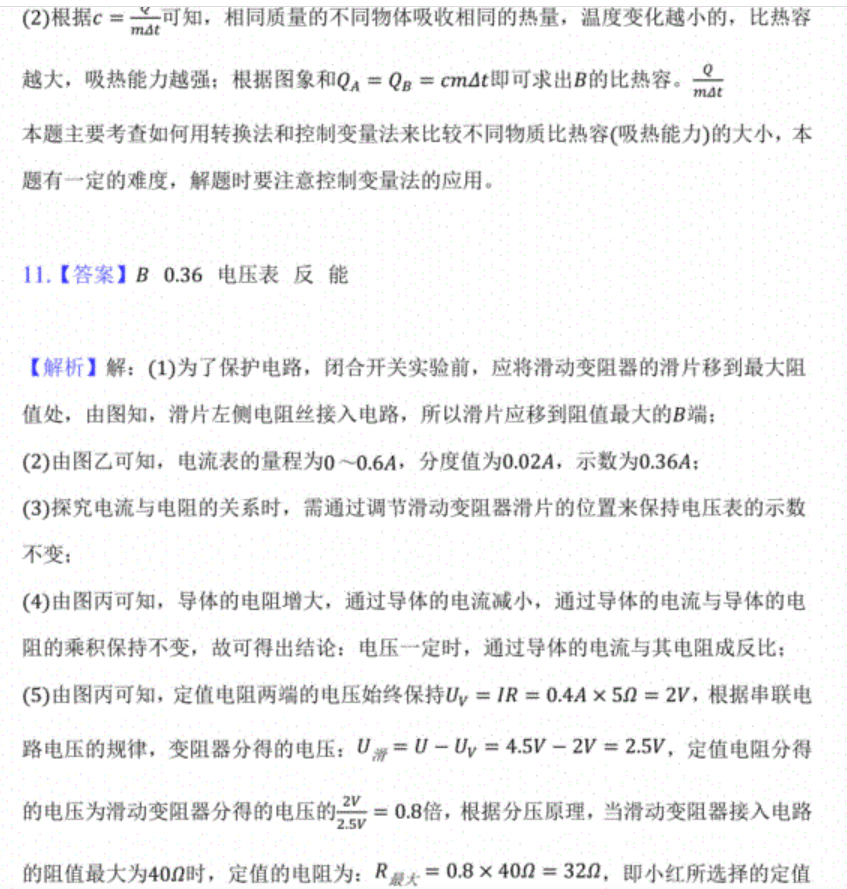 (2)根据c = Q/mΔt可知，相同质量的不同物体吸收相同的热量，温度变化越小的，比热容
越大，吸热能力越强；根据图象和Q_A = Q_B = cmΔt即可求出B的比热容。Q/mΔt
本题主要考查如何用转换法和控制变量法来比较不同物质比热容(吸热能力)的大小，本
题有一定的难度，解题时要注意控制变量法的应用。
11.【答案】B 0.36 电压表 反 能
【解析】解：(1)为了保护电路，闭合开关实验前，应将滑动变阻器的滑片移到最大阻
值处，由图知，滑片左侧电阻丝接入电路，所以滑片应移到阻值最大的B端；
(2)由图乙可知，电流表的量程为0～0.6A，分度值为0.02A，示数为0.36A；
(3)探究电流与电阻的关系时，需通过调节滑动变阻器滑片的位置来保持电压表的示数
不变；
(4)由图丙可知，导体的电阻增大，通过导体的电流减小，通过导体的电流与导体的电
阻的乘积保持不变，故可得出结论：电压一定时，通过导体的电流与其电阻成反比；
(5)由图丙可知，定值电阻两端的电压始终保持U_V = IR = 0.4A × 5Ω = 2V，根据串联电
路电压的规律，变阻器分得的电压：U_滑 = U − U_V = 4.5V − 2V = 2.5V，定值电阻分得
的电压为滑动变阻器分得的电压的2V/2.5V = 0.8倍，根据分压原理，当滑动变阻器接入电路
的阻值最大为40Ω时，定值的电阻为：R_最大 = 0.8 × 40Ω = 32Ω，即小红所选择的定值